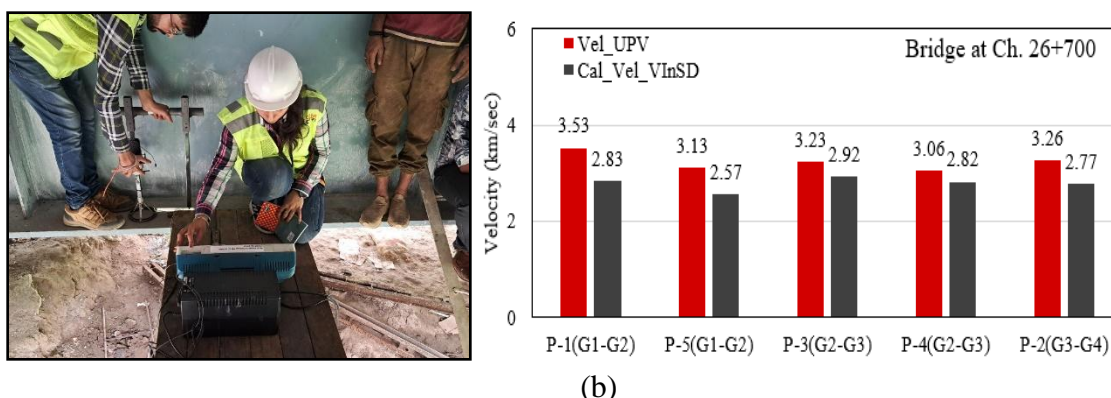 6
Vel_UPV
Cal_Vel_VInSD
Bridge at Ch. 26+700
Velocity (km/sec)
4
3.53
2.83
3.13
2.57
3.23
2.92
3.06
2.82
3.26
2.77
2
0
P-1(G1-G2) P-5(G1-G2) P-3(G2-G3) P-4(G2-G3) P-2(G3-G4)
(b)